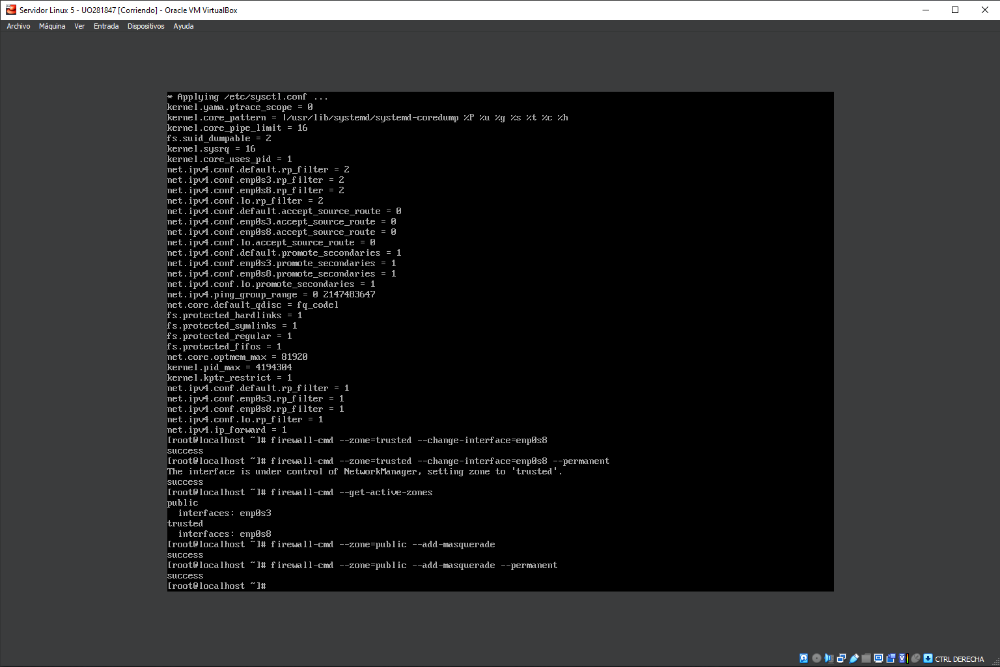 Servidor Linux 5 - UO281847 [Corriendo] - Oracle VM VirtualBox
Archivo Máquina Ver Entrada Dispositivos Ayuda
* Applying /etc/sysctl.conf ...
kernel.yama.ptrace_scope = 0
kernel.core_pattern = |/usr/lib/systemd/systemd-coredump %P %u %g %s %t %c %h
kernel.core_pipe_limit = 16
fs.suid_dumpable = 2
kernel.sysrq = 16
kernel.core_uses_pid = 1
net.ipv4.conf.default.rp_filter = 2
net.ipv4.conf.enp0s3.rp_filter = 2
net.ipv4.conf.enp0s8.rp_filter = 2
net.ipv4.conf.lo.rp_filter = 2
net.ipv4.conf.default.accept_source_route = 0
net.ipv4.conf.enp0s3.accept_source_route = 0
net.ipv4.conf.enp0s8.accept_source_route = 0
net.ipv4.conf.lo.accept_source_route = 0
net.ipv4.conf.default.promote_secondaries = 1
net.ipv4.conf.enp0s3.promote_secondaries = 1
net.ipv4.conf.enp0s8.promote_secondaries = 1
net.ipv4.conf.lo.promote_secondaries = 1
net.ipv4.ping_group_range = 0 2147483647
net.core.default_qdisc = fq_codel
fs.protected_hardlinks = 1
fs.protected_symlinks = 1
fs.protected_regular = 1
fs.protected_fifos = 1
net.core.optmem_max = 81920
kernel.pid_max = 4194304
kernel.kptr_restrict = 1
net.ipv4.conf.default.rp_filter = 1
net.ipv4.conf.enp0s3.rp_filter = 1
net.ipv4.conf.enp0s8.rp_filter = 1
net.ipv4.conf.lo.rp_filter = 1
net.ipv4.ip_forward = 1
[root@localhost ~]# firewall-cmd --zone=trusted --change-interface=enp0s8
success
[root@localhost ~]# firewall-cmd --zone=trusted --change-interface=enp0s8 --permanent
The interface is under control of NetworkManager, setting zone to 'trusted'.
success
[root@localhost ~]# firewall-cmd --get-active-zones
public
  interfaces: enp0s3
trusted
  interfaces: enp0s8
[root@localhost ~]# firewall-cmd --zone=public --add-masquerade
success
[root@localhost ~]# firewall-cmd --zone=public --add-masquerade --permanent
success
[root@localhost ~]#
CTRL DERECHA